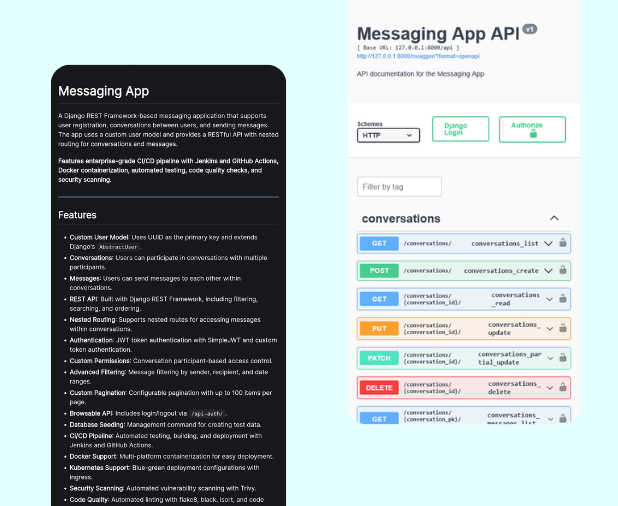 Messaging App
A Django REST Framework-based messaging application that supports
user registration, conversations between users, and sending messages.
The app uses a custom user model and provides a RESTful API with nested
routing for conversations and messages.
Features enterprise-grade CI/CD pipeline with Jenkins and GitHub Actions,
Docker containerization, automated testing, code quality checks, and
security scanning.
Features
• Custom User Model: Uses UUID as the primary key and extends
Django's AbstractUser.
• Conversations: Users can participate in conversations with multiple
participants.
• Messages: Users can send messages to each other within
conversations.
• REST API: Built with Django REST Framework, including filtering,
searching, and ordering.
• Nested Routing: Supports nested routes for accessing messages
within conversations.
• Authentication: JWT token authentication with SimpleJWT and custom
token authentication.
• Custom Permissions: Conversation participant-based access control.
• Advanced Filtering: Message filtering by sender, recipient, and date
ranges.
• Custom Pagination: Configurable pagination with up to 100 items per
page.
• Browsable API: Includes login/logout via /api-auth/.
• Database Seeding: Management command for creating test data.
• CI/CD Pipeline: Automated testing, building, and deployment with
Jenkins and GitHub Actions.
• Docker Support: Multi-platform containerization for easy deployment.
• Kubernetes Support: Blue-green deployment configurations with
ingress.
• Security Scanning: Automated vulnerability scanning with Trivy.
• Code Quality: Automated linting with flake8, black, isort, and code
Messaging App API v1
[ Base URL: 127.0.0.1:8000/api ]
http://127.0.0.1:8000/swagger/?format=openapi
API documentation for the Messaging App
Schemes
HTTP
Django
Login
Authorize
Filter by tag
conversations
GET /conversations/ conversations_list
POST /conversations/ conversations_create
GET /conversations/
{conversation_id}/ conversations
_read
PUT /conversations/
{conversation_id}/ conversations_
update
PATCH /conversations/
{conversation_id}/ conversations_par
tial_update
DELETE /conversations/
{conversation_id}/ conversations_
delete
GET /conversations/
{conversation_pk}/ conversations_
messages_list